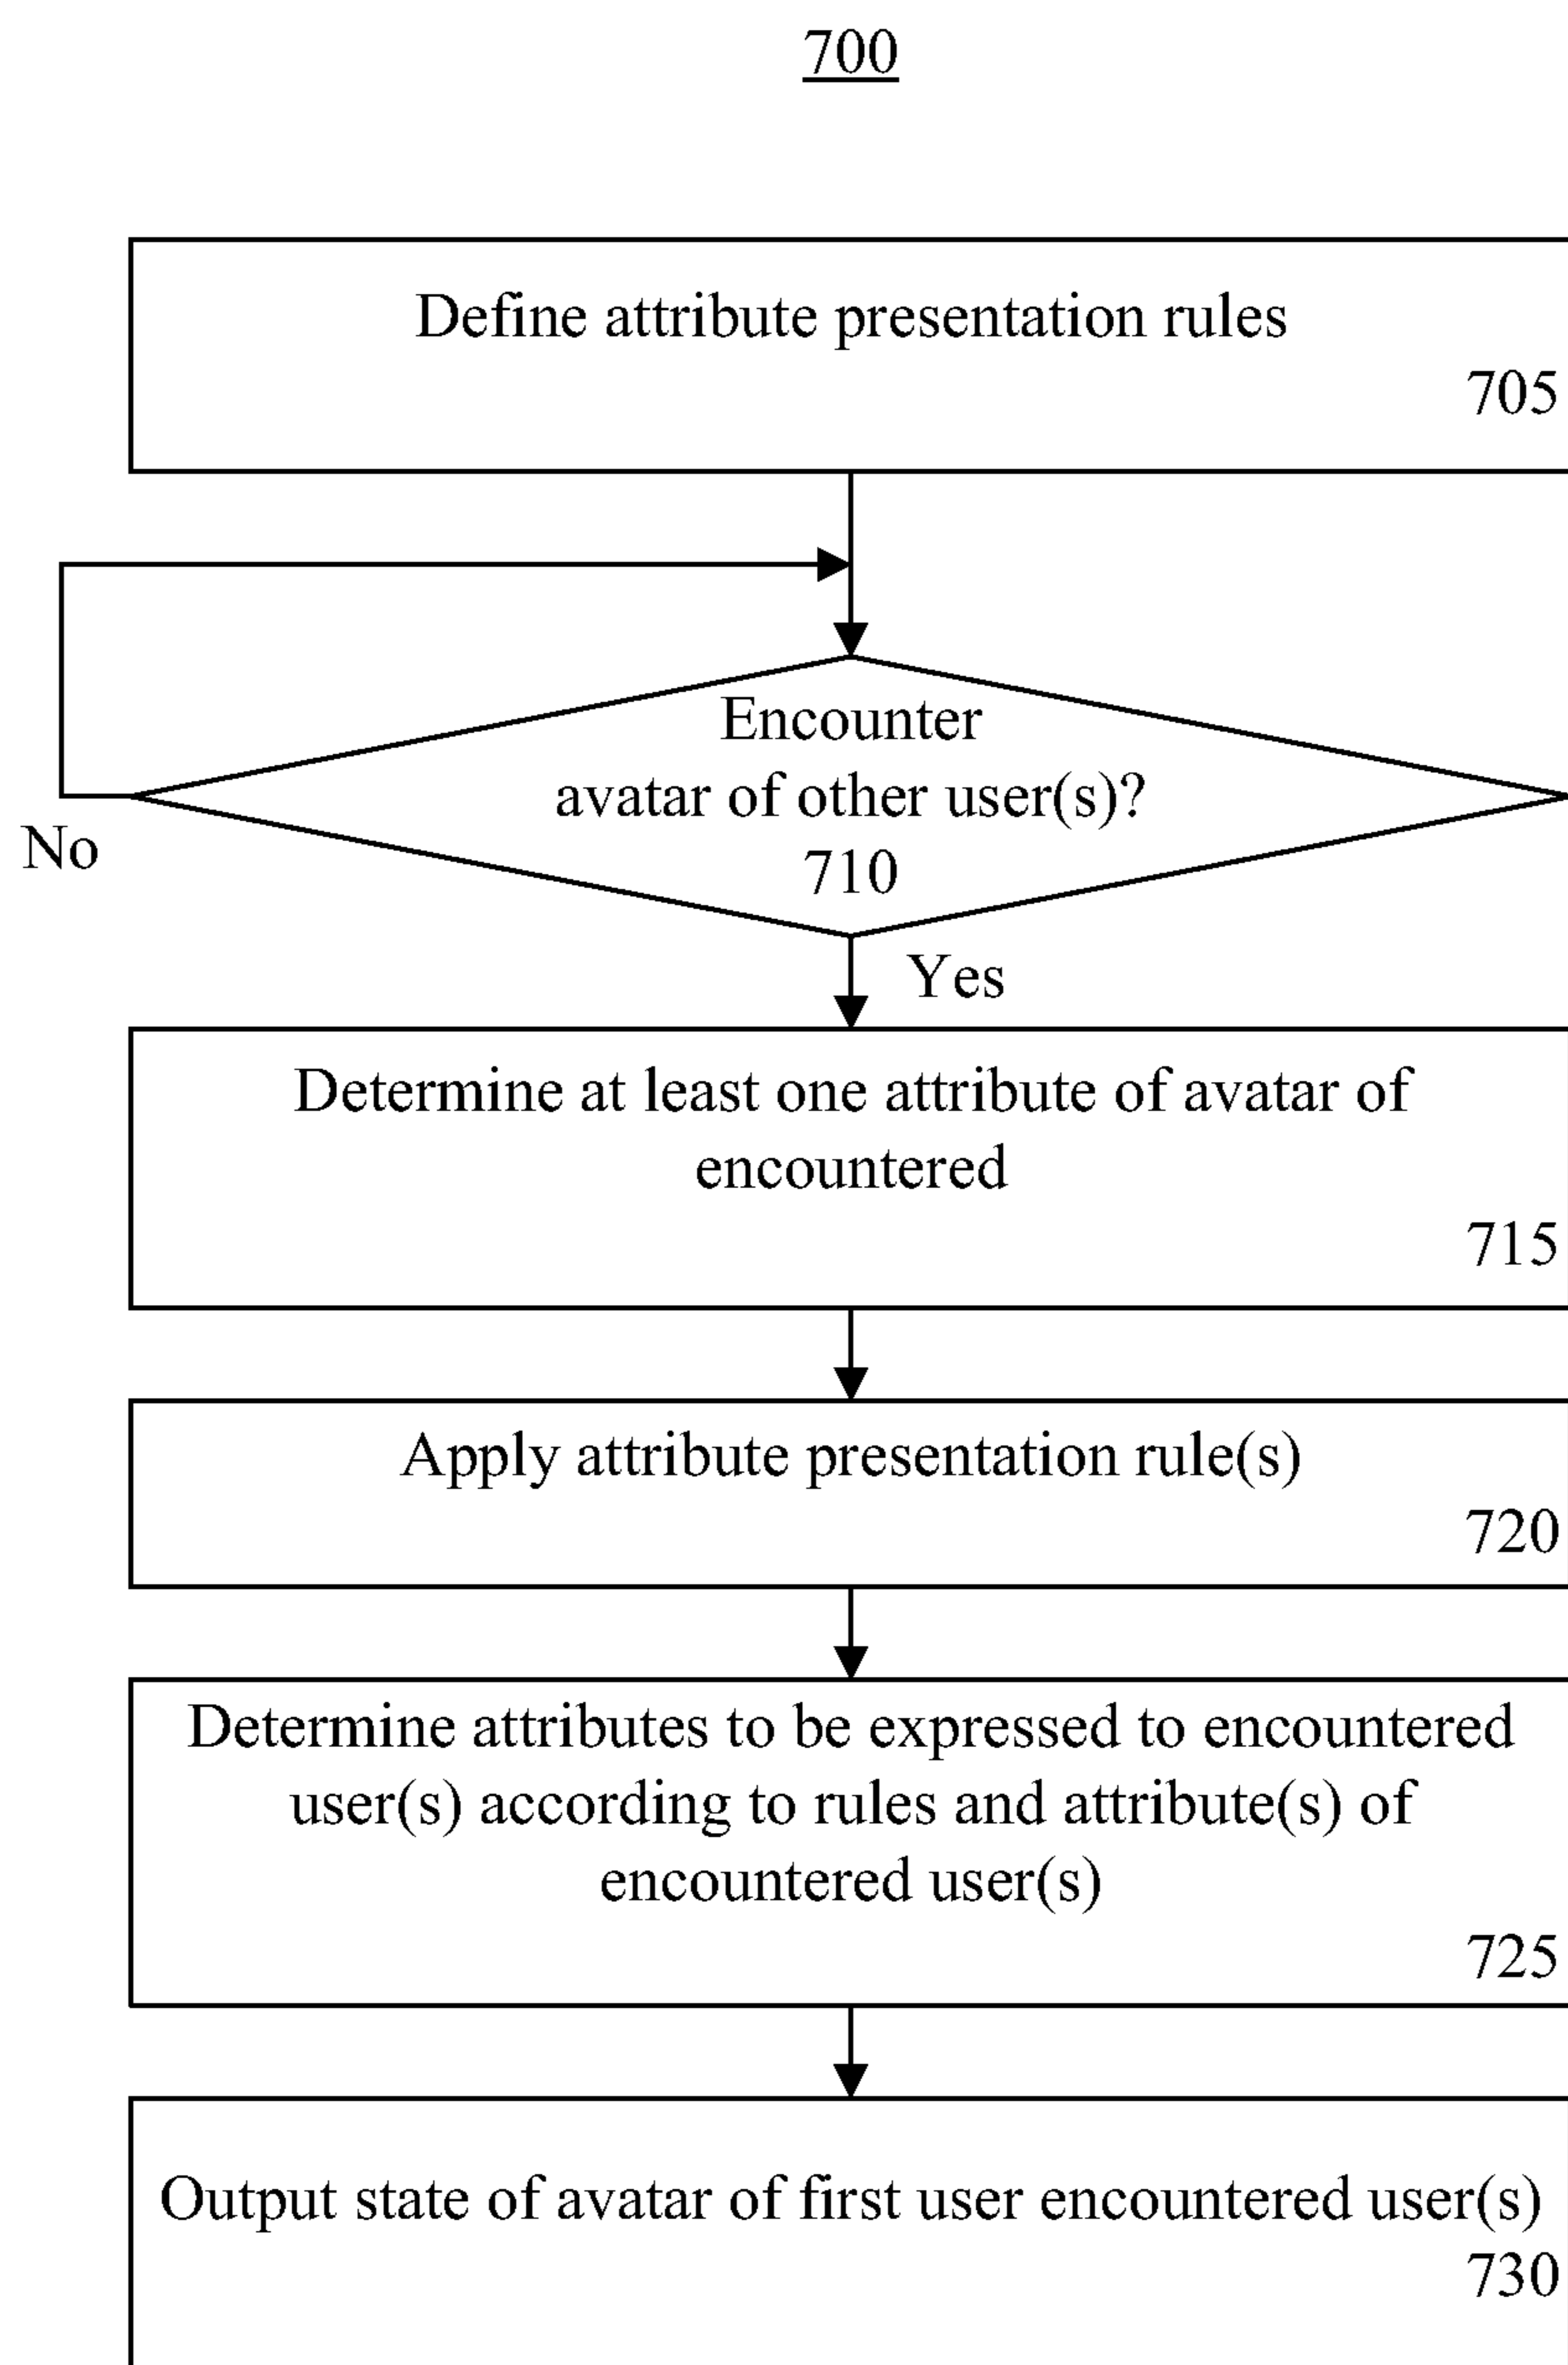 700
Define attribute presentation rules
705
Encounter
avatar of other user(s)?
710
No
Yes
Determine at least one attribute of avatar of
encountered
715
Apply attribute presentation rule(s)
720
Determine attributes to be expressed to encountered
user(s) according to rules and attribute(s) of
encountered user(s)
725
Output state of avatar of first user encountered user(s)
730